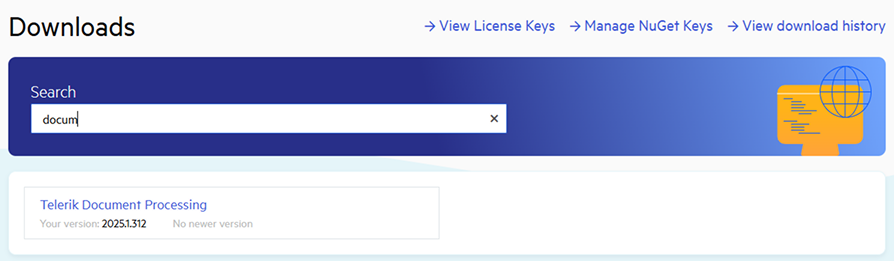 Downloads
→ View License Keys → Manage NuGet Keys → View download history
Search
docum
Telerik Document Processing
Your version: 2025.1.312 No newer version